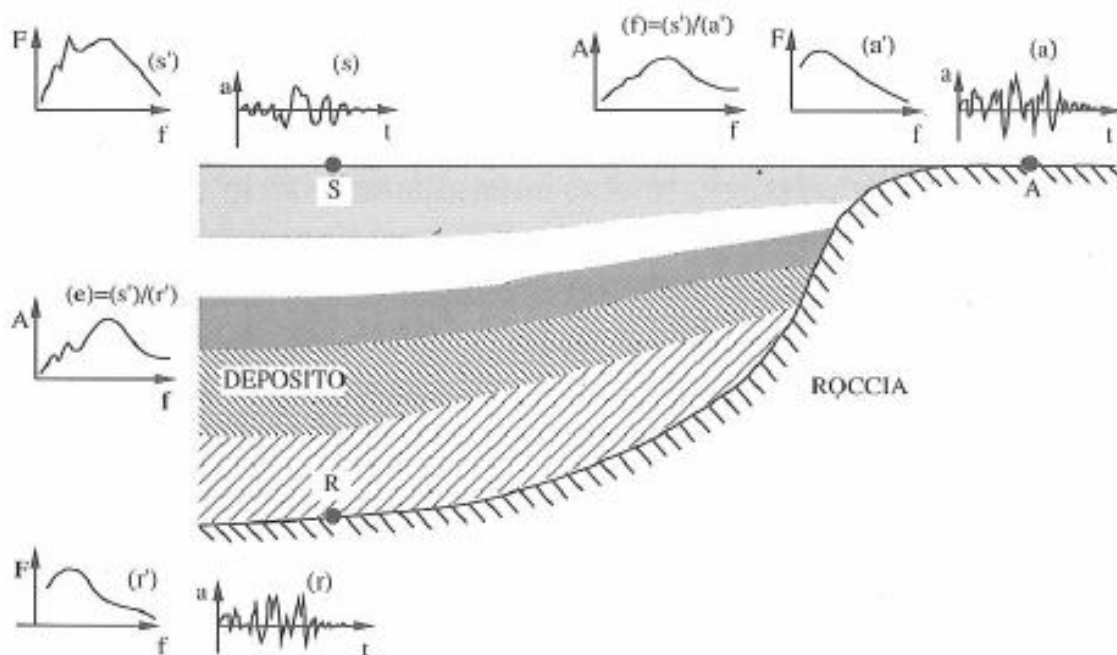 F
(s')
f
a
(s)
t
A
(f)=(s')/(a')
f
F
(a')
f
a
(a)
t
S
A
A
(e)=(s')/(r')
f
DEPOSITO
ROCCIA
R
F
(r')
f
a
(r)
t